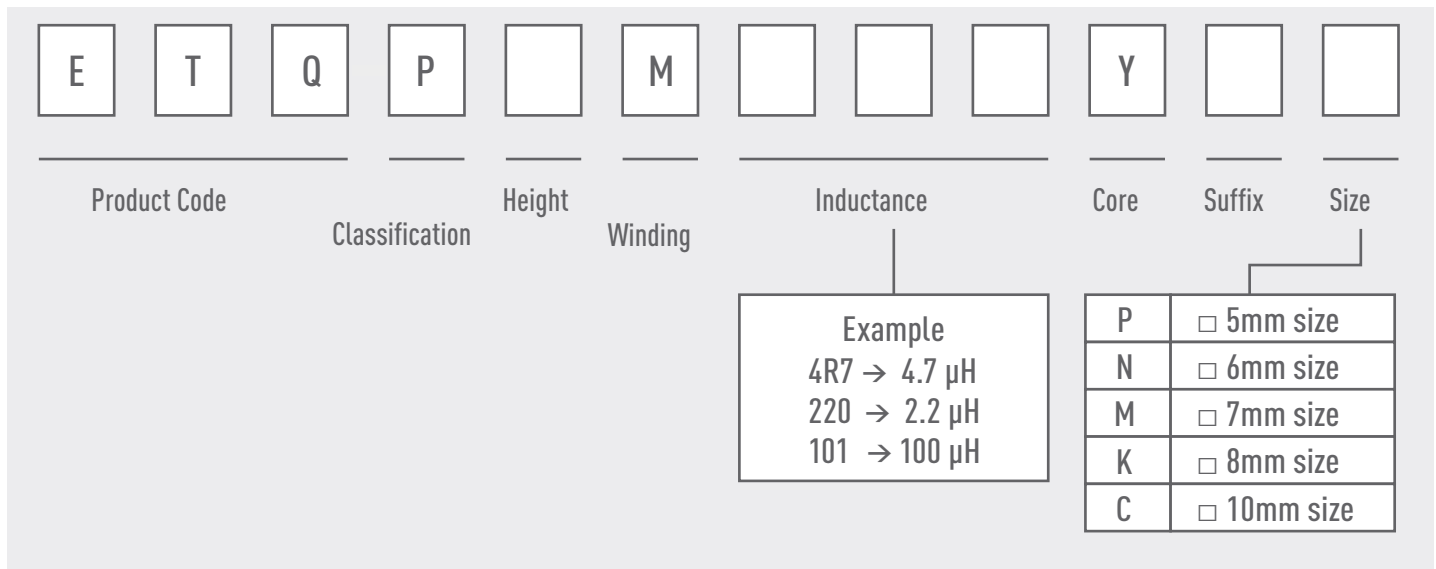 E T Q P M Y
Product Code
Classification
Height
Winding
Inductance
Core
Suffix
Size
Example
4R7 → 4.7 µH
220 → 2.2 µH
101 → 100 µH
P □ 5mm size
N □ 6mm size
M □ 7mm size
K □ 8mm size
C □ 10mm size